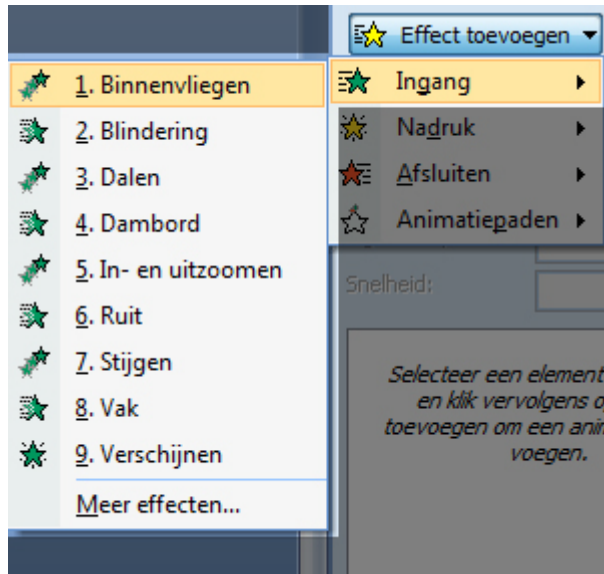 Effect toevoegen
Ingang
Nadruk
Afsluiten
Animatiepaden
1. Binnenvliegen
2. Blindering
3. Dalen
4. Dambord
5. In- en uitzoomen
6. Ruit
7. Stijgen
8. Vak
9. Verschijnen
Meer effecten...
Snelheid:
Selecteer een element
en klik vervolgens
toevoegen om een
voegen.